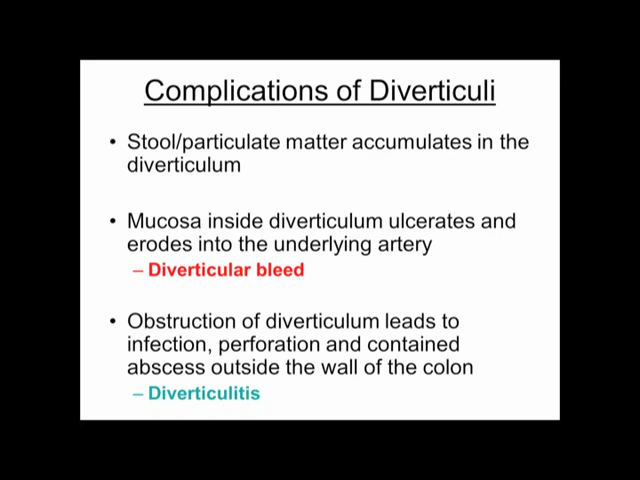 Complications of Diverticuli
• Stool/particulate matter accumulates in the
diverticulum
• Mucosa inside diverticulum ulcerates and
erodes into the underlying artery
– Diverticular bleed
• Obstruction of diverticulum leads to
infection, perforation and contained
abscess outside the wall of the colon
– Diverticulitis